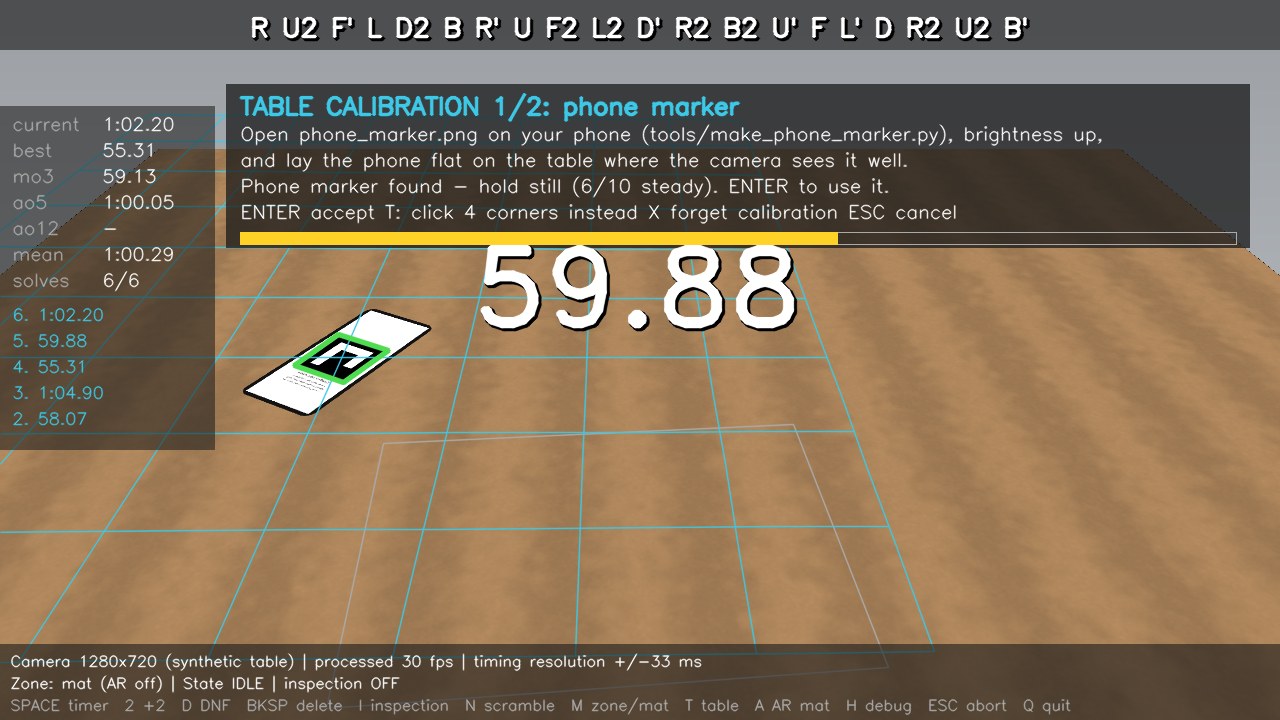 R U2 F' L D2 B R' U F2 L2 D' R2 B2 U' F L' D R2 U2 B'
TABLE CALIBRATION 1/2: phone marker
Open phone_marker.png on your phone (tools/make_phone_marker.py), brightness up,
and lay the phone flat on the table where the camera sees it well.
Phone marker found – hold still (6/10 steady). ENTER to use it.
ENTER accept T: click 4 corners instead X forget calibration ESC cancel
current 1:02.20
best 55.31
mo3 59.13
ao5 1:00.05
ao12 –
mean 1:00.29
solves 6/6
6. 1:02.20
5. 59.88
4. 55.31
3. 1:04.90
2. 58.07
59.88
Camera 1280x720 (synthetic table) | processed 30 fps | timing resolution +/–33 ms
Zone: mat (AR off) | State IDLE | inspection OFF
SPACE timer 2 +2 D DNF BKSP delete I inspection N scramble M zone/mat T table A AR mat H debug ESC abort Q quit